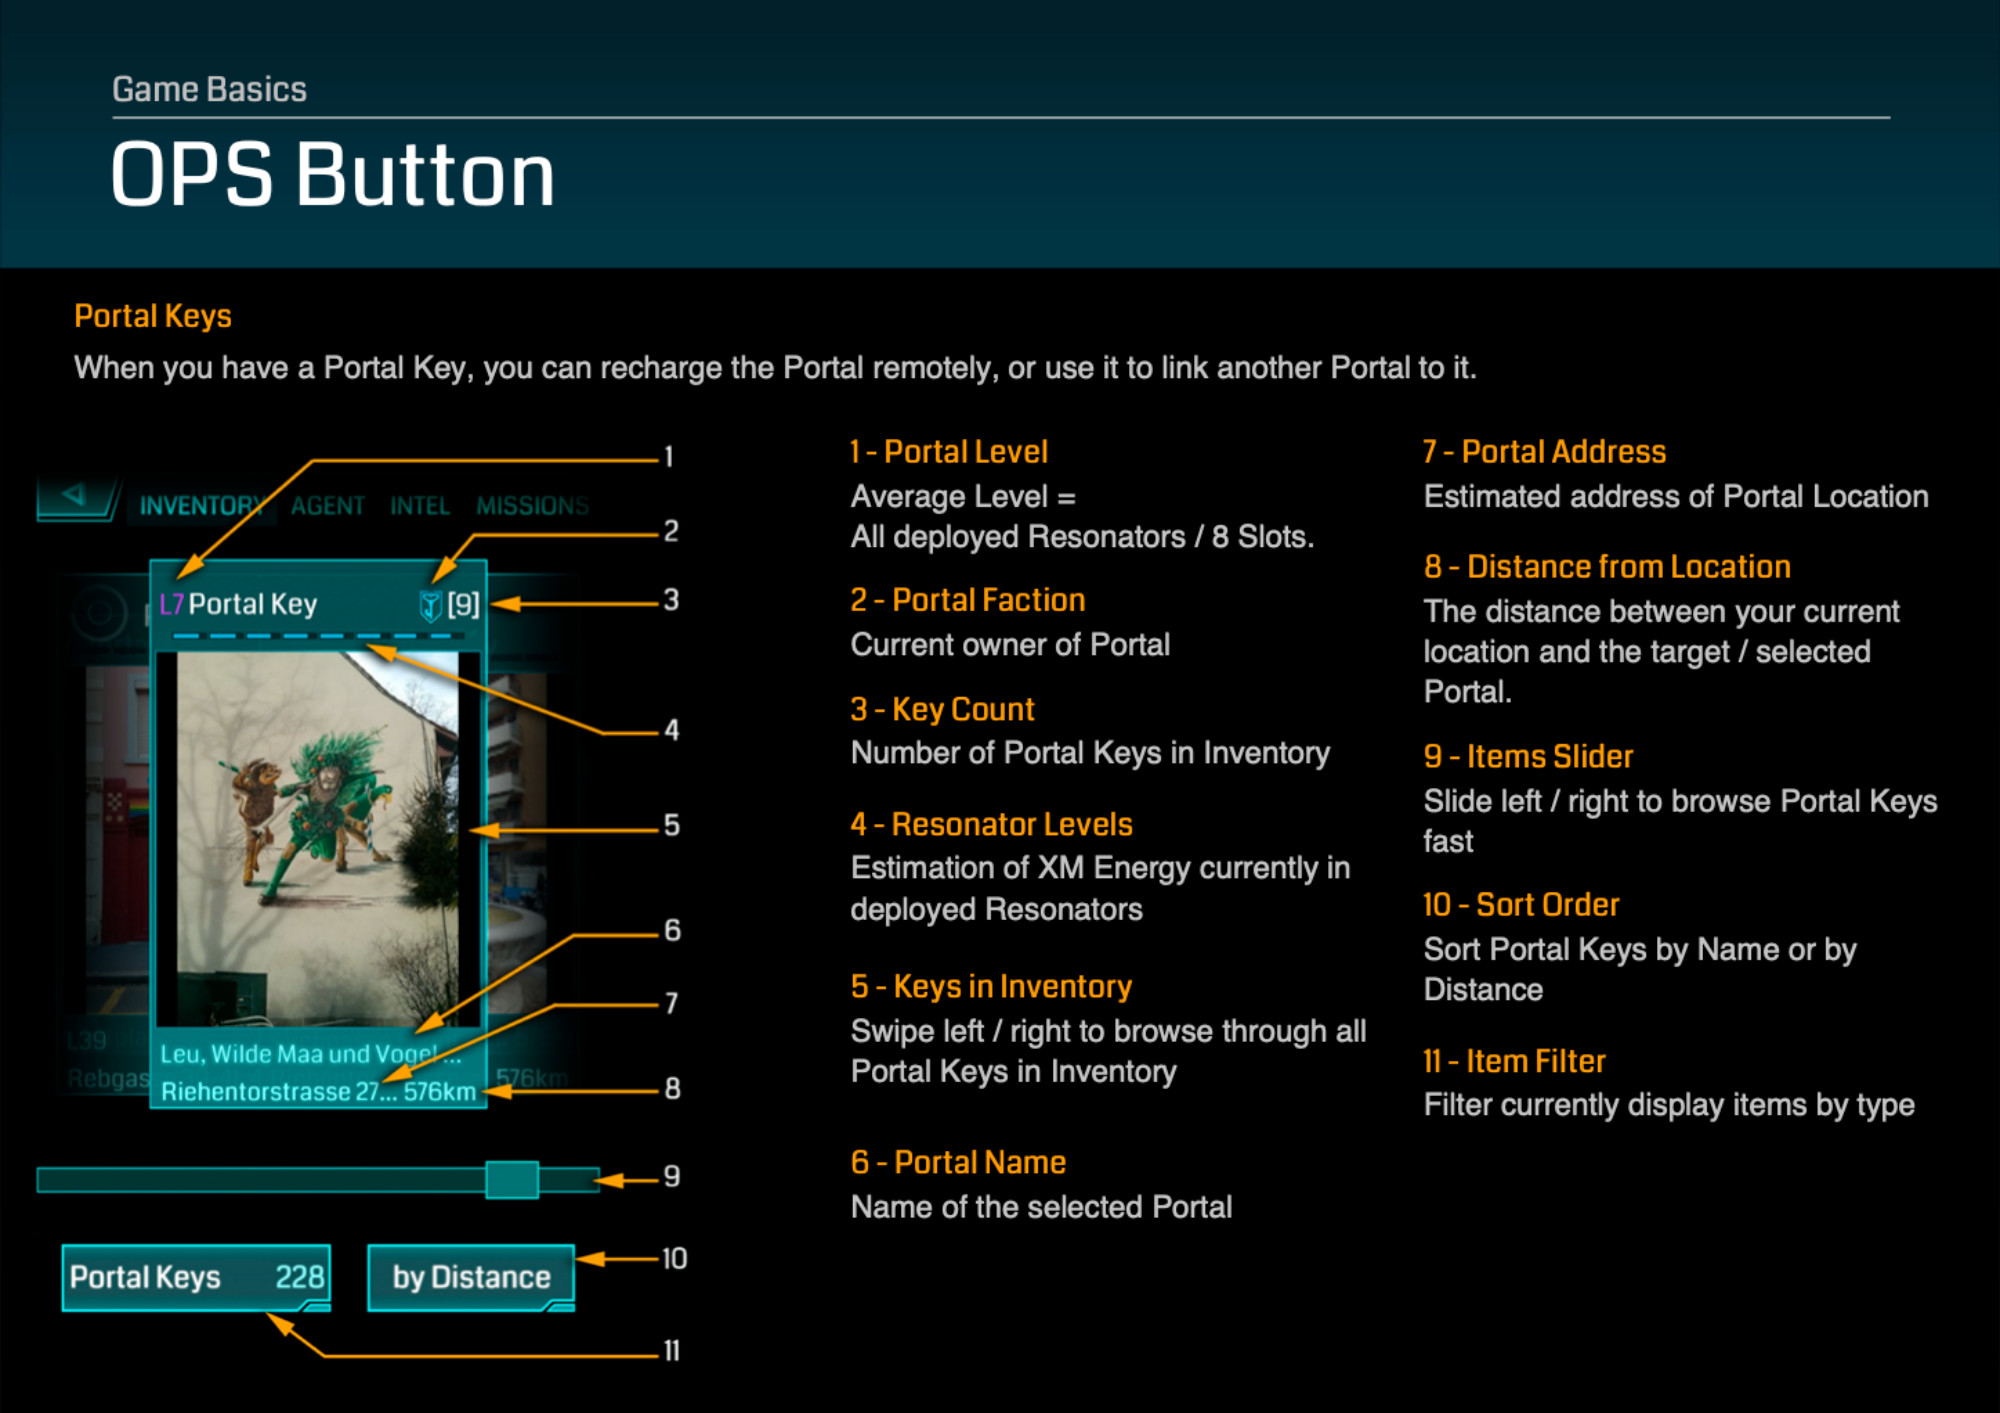 Game Basics
OPS Button
Portal Keys
When you have a Portal Key, you can recharge the Portal remotely, or use it to link another Portal to it.
1
INVENTORY AGENT INTEL MISSIONS
2
L7 Portal Key [9]
3
4
5
6
7
L39
Leu, Wilde Maa und Vogel ...
Rebgas
Riehentorstrasse 27... 576km
576km
8
9
Portal Keys 228
by Distance
10
11
1 - Portal Level
Average Level =
All deployed Resonators / 8 Slots.
2 - Portal Faction
Current owner of Portal
3 - Key Count
Number of Portal Keys in Inventory
4 - Resonator Levels
Estimation of XM Energy currently in
deployed Resonators
5 - Keys in Inventory
Swipe left / right to browse through all
Portal Keys in Inventory
6 - Portal Name
Name of the selected Portal
7 - Portal Address
Estimated address of Portal Location
8 - Distance from Location
The distance between your current
location and the target / selected
Portal.
9 - Items Slider
Slide left / right to browse Portal Keys
fast
10 - Sort Order
Sort Portal Keys by Name or by
Distance
11 - Item Filter
Filter currently display items by type